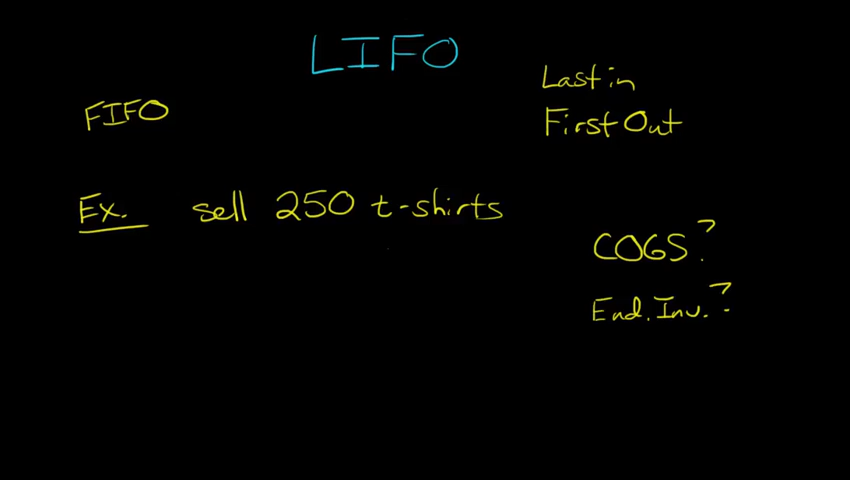 LIFO
Last in
First Out
FIFO
Ex. sell 250 t-shirts
COGS?
End. Inv.?